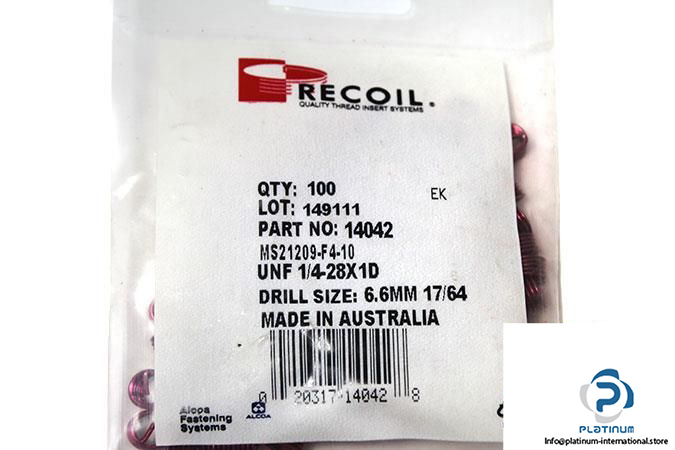 RECOIL®
QUALITY THREAD INSERT SYSTEMS
QTY: 100
EK
LOT: 149111
PART NO: 14042
MS21209-F4-10
UNF 1/4-28X1D
DRILL SIZE: 6.6MM 17/64
MADE IN AUSTRALIA
0 20317-14042 8
Alcoa
Fastening
Systems
ALCOA
PLATINUM
Info@platinum-international.store